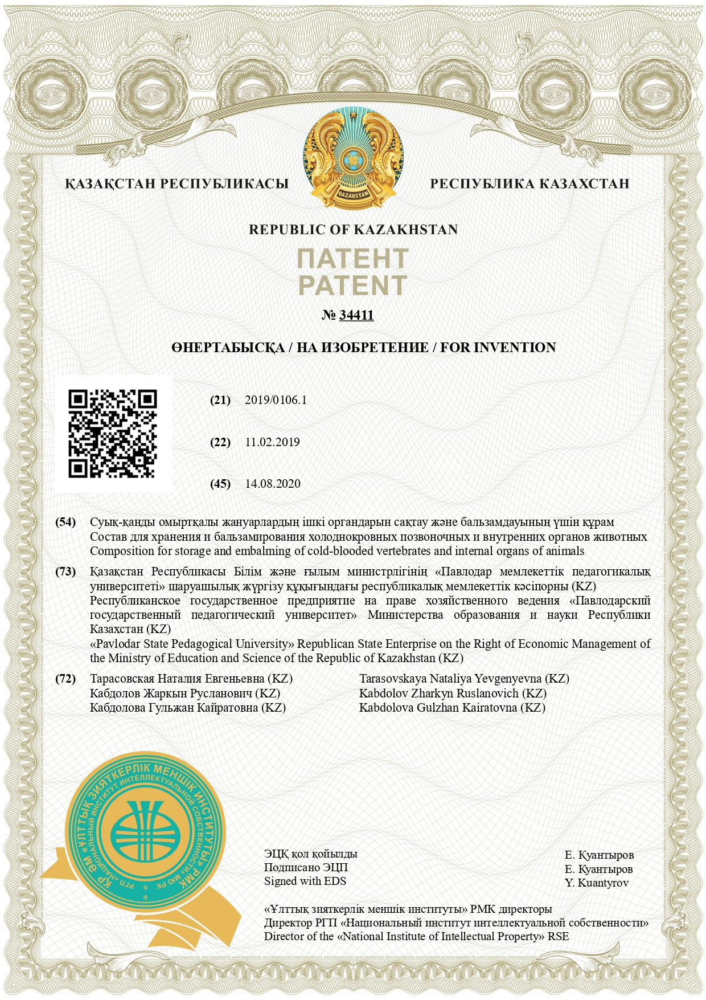 ҚАЗАҚСТАН РЕСПУБЛИКАСЫ
РЕСПУБЛИКА КАЗАХСТАН
QAZAQSTAN
REPUBLIC OF KAZAKHSTAN
ПАТЕНТ
PATENT
№ 34411
ӨНЕРТАБЫСҚА / НА ИЗОБРЕТЕНИЕ / FOR INVENTION
(21) 2019/0106.1
(22) 11.02.2019
(45) 14.08.2020
(54) Суық-қанды омыртқалы жануарлардың ішкі органдарын сақтау және бальзамдауының үшін құрам
Состав для хранения и бальзамирования холоднокровных позвоночных и внутренних органов животных
Composition for storage and embalming of cold-blooded vertebrates and internal organs of animals
(73) Қазақстан Республикасы Білім және ғылым министрлігінің «Павлодар мемлекеттік педагогикалық
университеті» шаруашылық жүргізу құқығындағы республикалық мемлекеттік кәсіпорны (KZ)
Республиканское государственное предприятие на праве хозяйственного ведения «Павлодарский
государственный педагогический университет» Министерства образования и науки Республики
Казахстан (KZ)
«Pavlodar State Pedagogical University» Republican State Enterprise on the Right of Economic Management of
the Ministry of Education and Science of the Republic of Kazakhstan (KZ)
(72) Тарасовская Наталия Евгеньевна (KZ) Tarasovskaya Nataliya Yevgenyevna (KZ)
Кабдолов Жаркын Русланович (KZ) Kabdolov Zharkyn Ruslanovich (KZ)
Кабдолова Гульжан Кайратовна (KZ) Kabdolova Gulzhan Kairatovna (KZ)
ҚР ӘМ «ҰЛТТЫҚ ЗИЯТКЕРЛІК МЕНШІК ИНСТИТУТЫ» РМК
РГП «НАЦИОНАЛЬНЫЙ ИНСТИТУТ ИНТЕЛЛЕКТУАЛЬНОЙ СОБСТВЕННОСТИ» МЮ РК
ЭЦҚ қол қойылды Е. Қуантыров
Подписано ЭЦП Е. Куантыров
Signed with EDS Y. Kuantyrov
«Ұлттық зияткерлік меншік институты» РМК директоры
Директор РГП «Национальный институт интеллектуальной собственности»
Director of the «National Institute of Intellectual Property» RSE